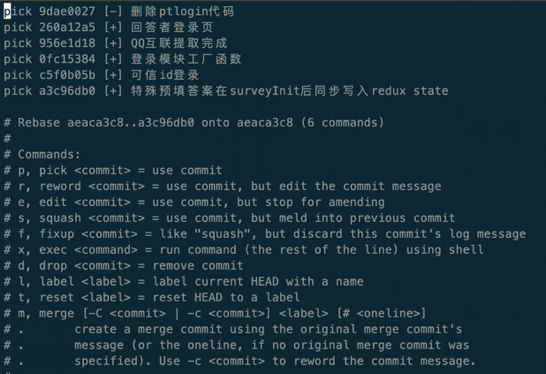 pick 9dae0027 [-] 删除ptlogin代码
pick 260a12a5 [+] 回答者登录页
pick 956e1d18 [+] QQ互联提取完成
pick 0fc15384 [+] 登录模块工厂函数
pick c5f0b05b [+] 可信id登录
pick a3c96db0 [+] 特殊预填答案在surveyInit后同步写入redux state
# Rebase aeaca3c8..a3c96db0 onto aeaca3c8 (6 commands)
#
# Commands:
# p, pick <commit> = use commit
# r, reword <commit> = use commit, but edit the commit message
# e, edit <commit> = use commit, but stop for amending
# s, squash <commit> = use commit, but meld into previous commit
# f, fixup <commit> = like "squash", but discard this commit's log message
# x, exec <command> = run command (the rest of the line) using shell
# d, drop <commit> = remove commit
# l, label <label> = label current HEAD with a name
# t, reset <label> = reset HEAD to a label
# m, merge [-C <commit> | -c <commit>] <label> [# <oneline>]
# .       create a merge commit using the original merge commit's
# .       message (or the oneline, if no original merge commit was
# .       specified). Use -c <commit> to reword the commit message.
#